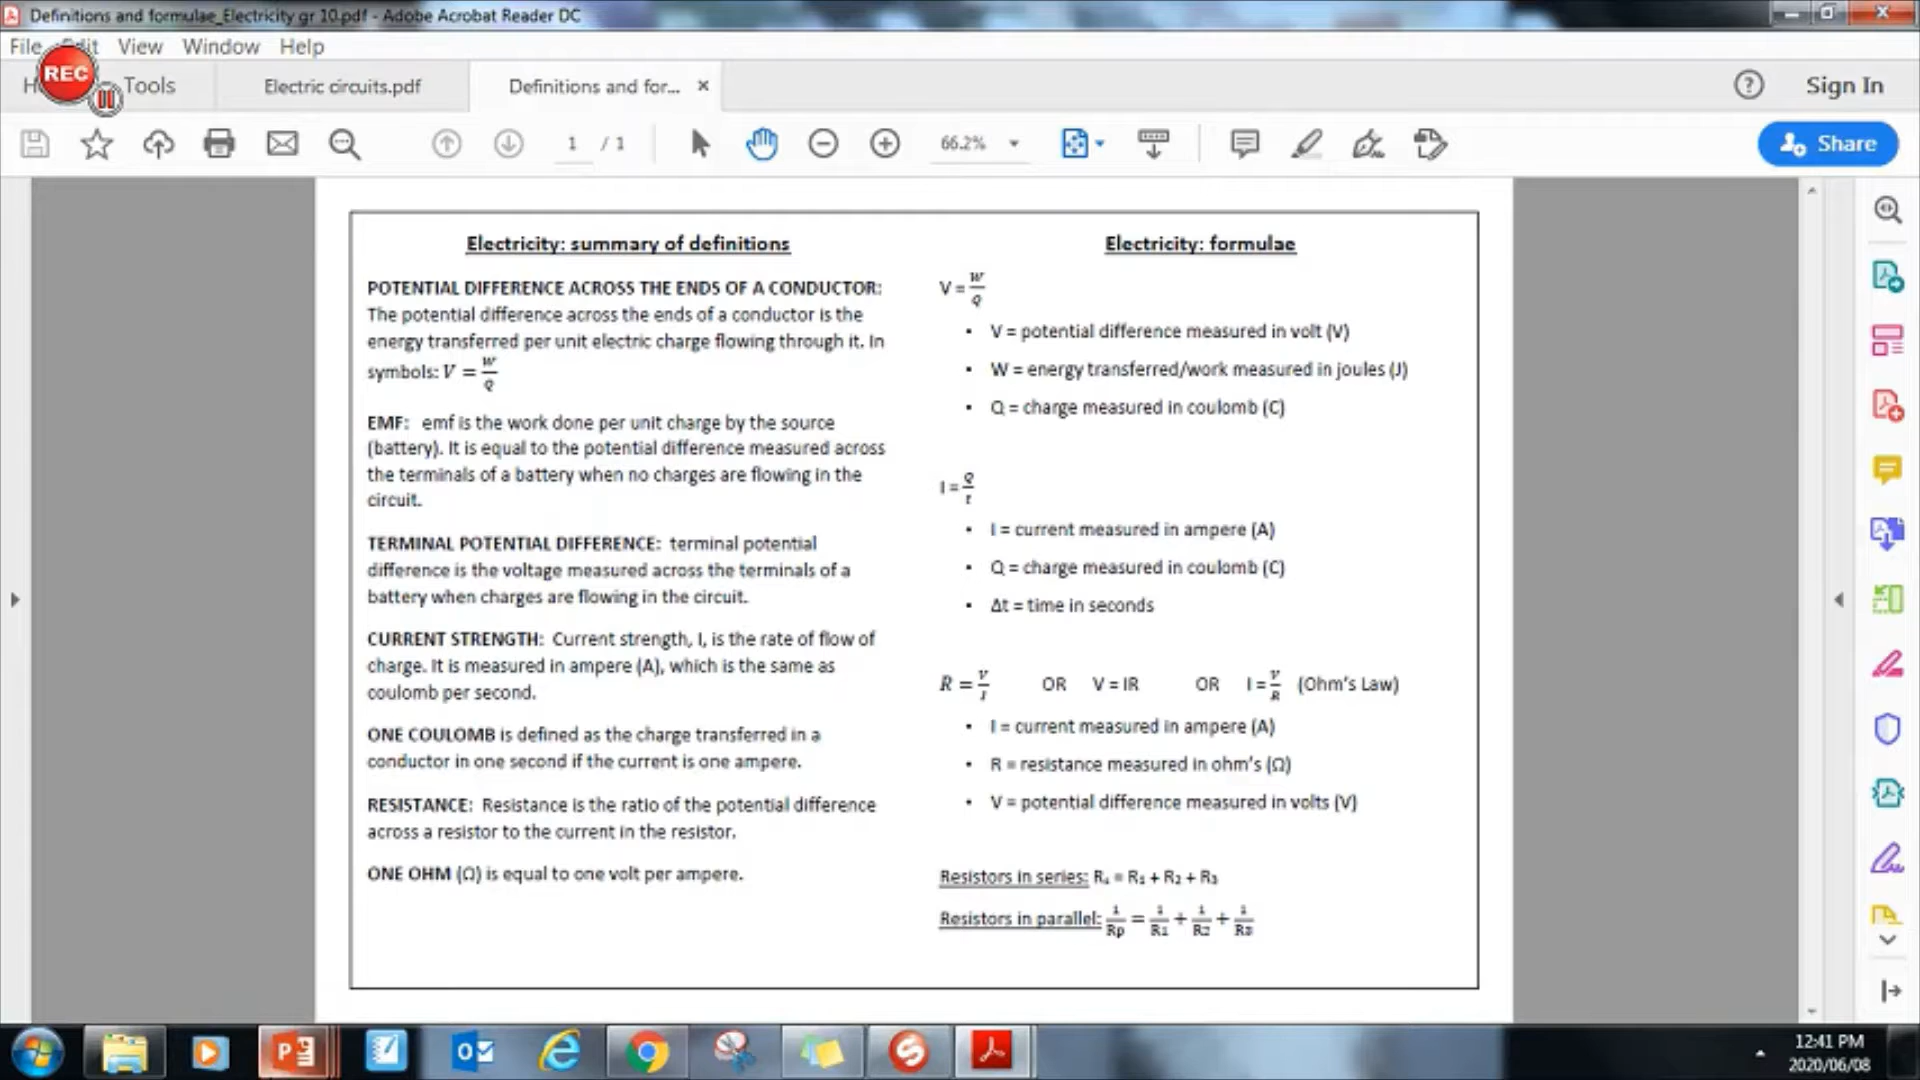 Definitions and formulae_Electricity gr 10.pdf - Adobe Acrobat Reader DC
File Edit View Window Help
REC
Tools
Electric circuits.pdf
Definitions and for... ×
Sign In
1 / 1
66.2%
Share
Electricity: summary of definitions
POTENTIAL DIFFERENCE ACROSS THE ENDS OF A CONDUCTOR:
The potential difference across the ends of a conductor is the
energy transferred per unit electric charge flowing through it. In
symbols: V = W/Q
EMF: emf is the work done per unit charge by the source
(battery). It is equal to the potential difference measured across
the terminals of a battery when no charges are flowing in the
circuit.
TERMINAL POTENTIAL DIFFERENCE: terminal potential
difference is the voltage measured across the terminals of a
battery when charges are flowing in the circuit.
CURRENT STRENGTH: Current strength, I, is the rate of flow of
charge. It is measured in ampere (A), which is the same as
coulomb per second.
ONE COULOMB is defined as the charge transferred in a
conductor in one second if the current is one ampere.
RESISTANCE: Resistance is the ratio of the potential difference
across a resistor to the current in the resistor.
ONE OHM (Ω) is equal to one volt per ampere.
Electricity: formulae
V = W/Q
• V = potential difference measured in volt (V)
• W = energy transferred/work measured in joules (J)
• Q = charge measured in coulomb (C)
I = Q/t
• I = current measured in ampere (A)
• Q = charge measured in coulomb (C)
• Δt = time in seconds
R = V/I OR V = IR OR I = V/R (Ohm's Law)
• I = current measured in ampere (A)
• R = resistance measured in ohm's (Ω)
• V = potential difference measured in volts (V)
Resistors in series: Rs = R1 + R2 + R3
Resistors in parallel: 1/Rp = 1/R1 + 1/R2 + 1/R3
12:41 PM
2020/06/08